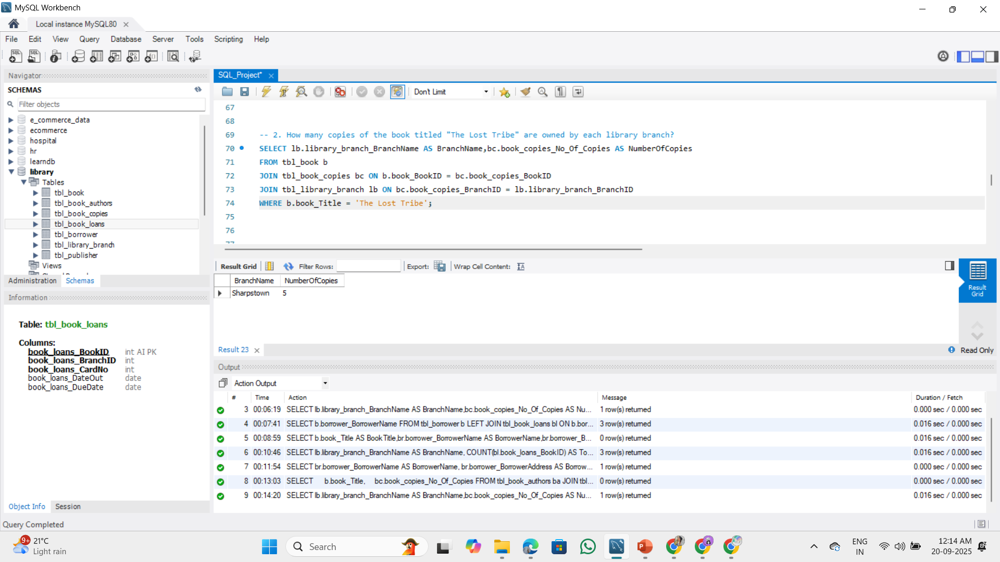 MySQL Workbench
Local instance MySQL80
File Edit View Query Database Server Tools Scripting Help
Navigator
SCHEMAS
Filter objects
e_commerce_data
ecommerce
hospital
hr
learndb
library
Tables
tbl_book
tbl_book_authors
tbl_book_copies
tbl_book_loans
tbl_borrower
tbl_library_branch
tbl_publisher
Views
Administration Schemas
Information
Table: tbl_book_loans
Columns:
book_loans_BookID int AI PK
book_loans_BranchID int
book_loans_CardNo int
book_loans_DateOut date
book_loans_DueDate date
Object Info Session
Query Completed
SQL_Project*
Don't Limit
67
68
69 -- 2. How many copies of the book titled "The Lost Tribe" are owned by each library branch?
70 SELECT lb.library_branch_BranchName AS BranchName,bc.book_copies_No_Of_Copies AS NumberOfCopies
71 FROM tbl_book b
72 JOIN tbl_book_copies bc ON b.book_BookID = bc.book_copies_BookID
73 JOIN tbl_library_branch lb ON bc.book_copies_BranchID = lb.library_branch_BranchID
74 WHERE b.book_Title = 'The Lost Tribe';
75
76
Result Grid Filter Rows: Export: Wrap Cell Content:
BranchName NumberOfCopies
Sharpstown 5
Result Grid
Result 23
Read Only
Output
Action Output
# Time Action Message Duration / Fetch
3 00:06:19 SELECT lb.library_branch_BranchName AS BranchName,bc.book_copies_No_Of_Copies AS Nu... 1 row(s) returned 0.000 sec / 0.000 sec
4 00:07:41 SELECT b.borrower_BorrowerName FROM tbl_borrower b LEFT JOIN tbl_book_loans bl ON b.bor... 3 row(s) returned 0.016 sec / 0.000 sec
5 00:08:59 SELECT b.book_Title AS BookTitle,br.borrower_BorrowerName AS BorrowerName,br.borrower_B... 0 row(s) returned 0.016 sec / 0.000 sec
6 00:10:46 SELECT lb.library_branch_BranchName AS BranchName, COUNT(bl.book_loans_BookID) AS To... 3 row(s) returned 0.016 sec / 0.000 sec
7 00:11:54 SELECT br.borrower_BorrowerName AS BorrowerName, br.borrower_BorrowerAddress AS Borrow... 1 row(s) returned 0.000 sec / 0.000 sec
8 00:13:03 SELECT b.book_Title, bc.book_copies_No_Of_Copies FROM tbl_book_authors ba JOIN tbl... 0 row(s) returned 0.000 sec / 0.000 sec
9 00:14:20 SELECT lb.library_branch_BranchName AS BranchName,bc.book_copies_No_Of_Copies AS Nu... 1 row(s) returned 0.016 sec / 0.000 sec
9+
21°C
Light rain
Search
ENG
IN
12:14 AM
20-09-2025